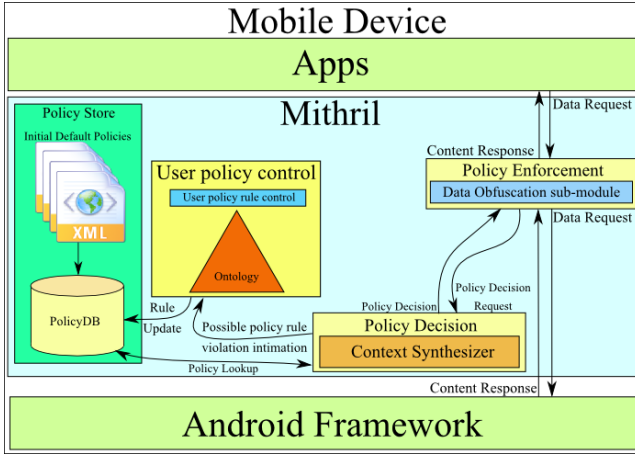 Mobile Device
Apps
Policy Store
Initial Default Policies
XML
PolicyDB
Mithril
User policy control
User policy rule control
Ontology
Rule
Update
Possible policy rule
violation intimation
Policy Lookup
Content Response
Data Request
Policy Enforcement
Data Obfuscation sub-module
Data Request
Policy Decision
Policy Decision
Request
Policy Decision
Context Synthesizer
Content Response
Android Framework